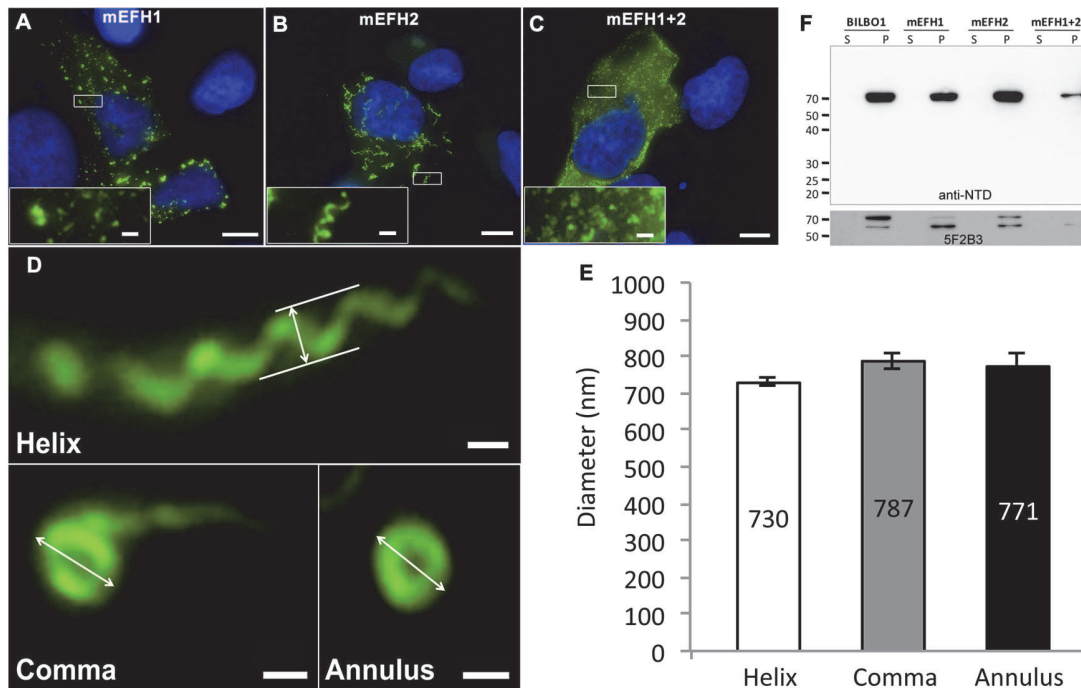 A
mEFH1
B
mEFH2
C
mEFH1+2
D
Helix
Comma
Annulus
F
BILBO1 mEFH1 mEFH2 mEFH1+2
S P S P S P S P
70
50
40
30
25
20
anti-NTD
70
50
5F2B3
E
Diameter (nm)
1000
900
800
700
600
500
400
300
200
100
0
730
787
771
Helix Comma Annulus